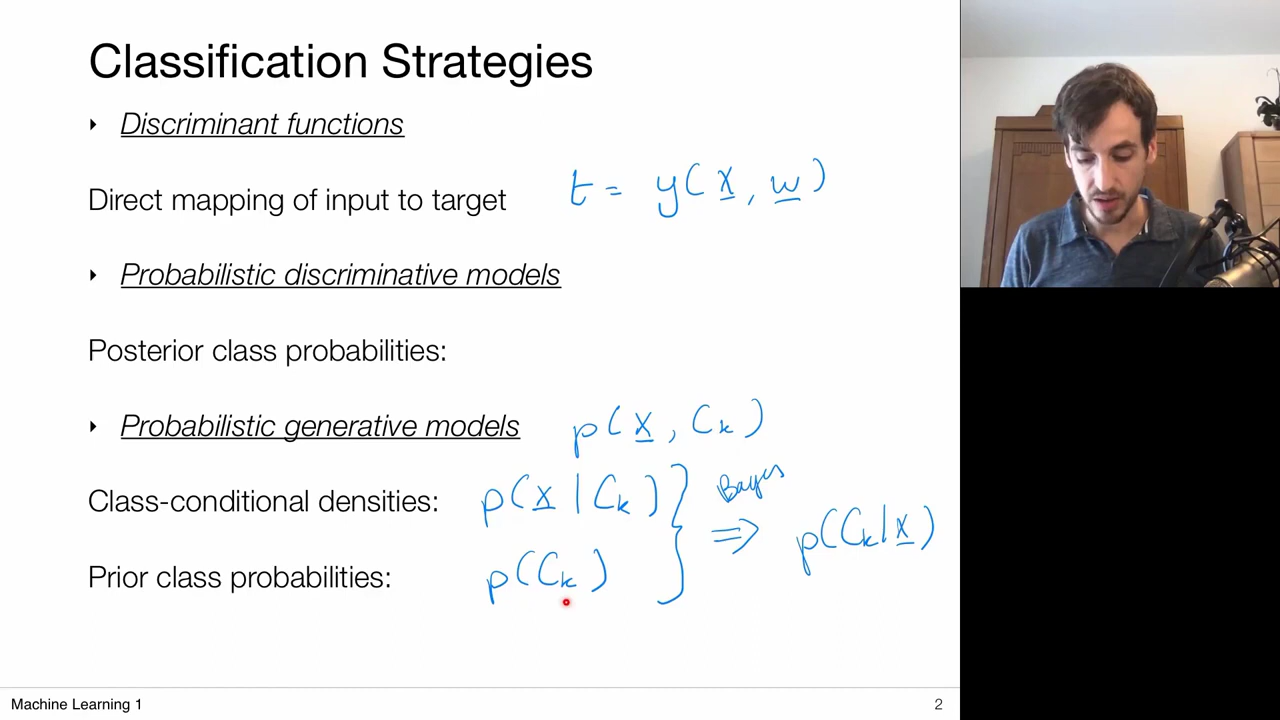 Classification Strategies
‣ Discriminant functions
Direct mapping of input to target t = y(x, w)
‣ Probabilistic discriminative models
Posterior class probabilities:
‣ Probabilistic generative models p(x, Ck)
Class-conditional densities: p(x | Ck) } Bayes
⇒ p(Ck|x)
Prior class probabilities: p(Ck)
Machine Learning 1 2